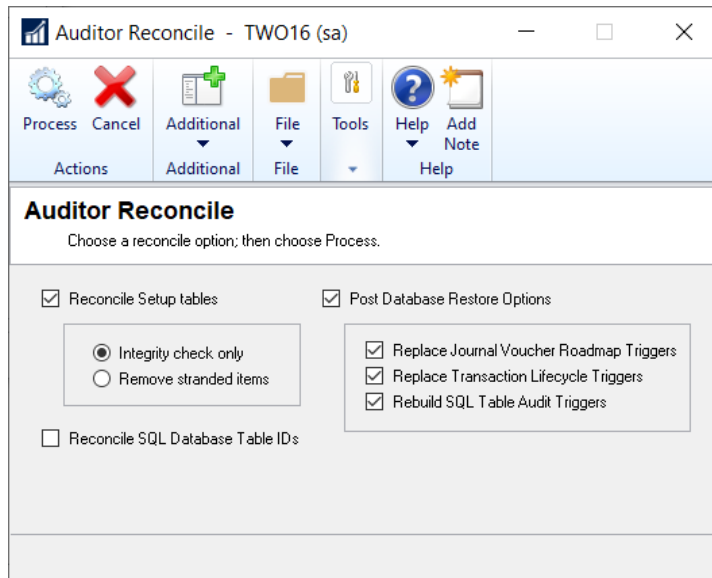 Auditor Reconcile - TWO16 (sa)
Process Cancel Additional File Tools Help Add Note
Actions Additional File Help
Auditor Reconcile
Choose a reconcile option; then choose Process.
Reconcile Setup tables
Integrity check only
Remove stranded items
Reconcile SQL Database Table IDs
Post Database Restore Options
Replace Journal Voucher Roadmap Triggers
Replace Transaction Lifecycle Triggers
Rebuild SQL Table Audit Triggers